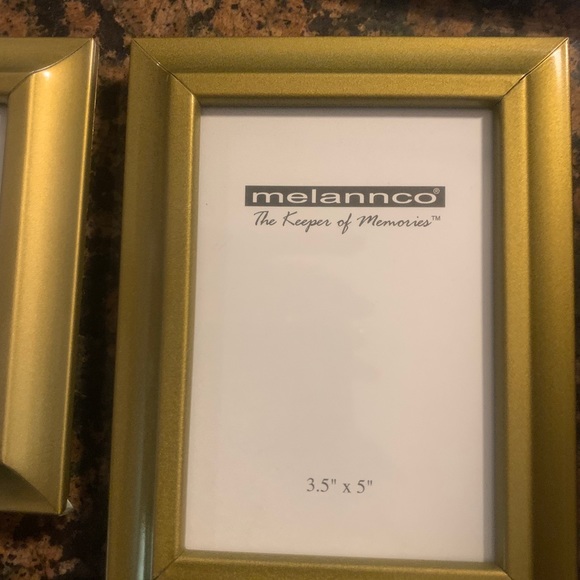 melannco®
The Keeper of Memories™
3.5" x 5"